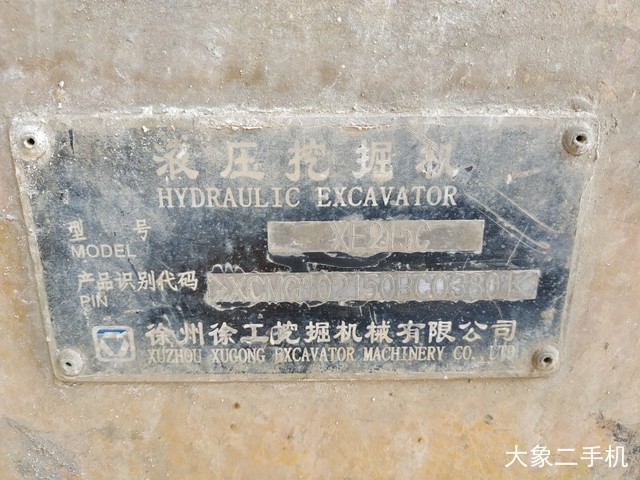 液压挖掘机
HYDRAULIC EXCAVATOR
型号 XE215C
MODEL
产品识别代码
PIN
徐州徐工挖掘机械有限公司
XUZHOU XUGONG EXCAVATOR MACHINERY CO.,LTD
大象二手机